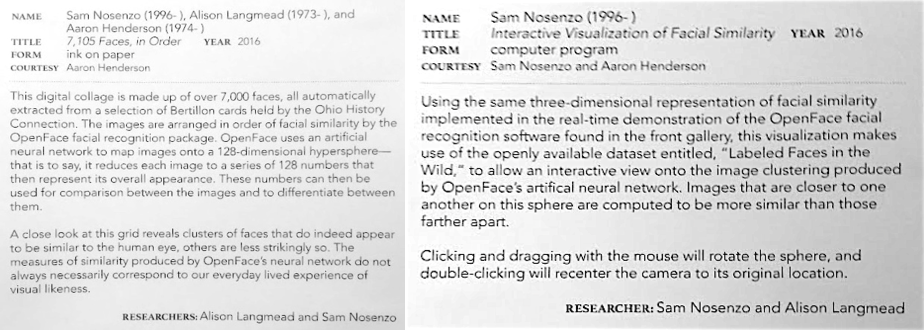 NAME Sam Nosenzo (1996- ), Alison Langmead (1973- ), and
Aaron Henderson (1974- )
TITLE 7,105 Faces, in Order YEAR 2016
FORM ink on paper
COURTESY Aaron Henderson
This digital collage is made up of over 7,000 faces, all automatically
extracted from a selection of Bertillon cards held by the Ohio History
Connection. The images are arranged in order of facial similarity by the
OpenFace facial recognition package. OpenFace uses an artificial
neural network to map images onto a 128-dimensional hypersphere—
that is to say, it reduces each image to a series of 128 numbers that
then represent its overall appearance. These numbers can then be
used for comparison between the images and to differentiate between
them.
A close look at this grid reveals clusters of faces that do indeed appear
to be similar to the human eye, others are less strikingly so. The
measures of similarity produced by OpenFace's neural network do not
always necessarily correspond to our everyday lived experience of
visual likeness.
RESEARCHERS: Alison Langmead and Sam Nosenzo
NAME Sam Nosenzo (1996- )
TITLE Interactive Visualization of Facial Similarity YEAR 2016
FORM computer program
COURTESY Sam Nosenzo and Aaron Henderson
Using the same three-dimensional representation of facial similarity
implemented in the real-time demonstration of the OpenFace facial
recognition software found in the front gallery, this visualization makes
use of the openly available dataset entitled, "Labeled Faces in the
Wild," to allow an interactive view onto the image clustering produced
by OpenFace's artifical neural network. Images that are closer to one
another on this sphere are computed to be more similar than those
farther apart.
Clicking and dragging with the mouse will rotate the sphere, and
double-clicking will recenter the camera to its original location.
RESEARCHER: Sam Nosenzo and Alison Langmead